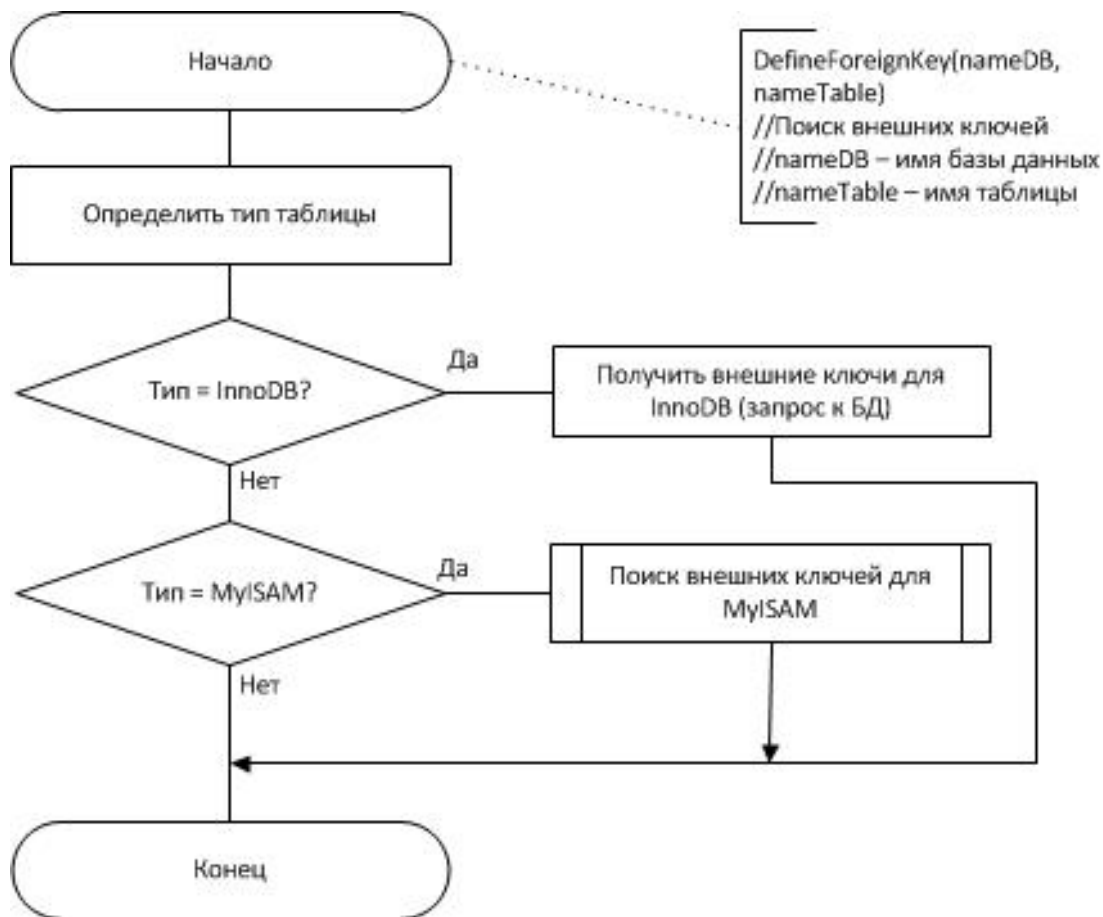 Начало
DefineForeignKey(nameDB,
nameTable)
//Поиск внешних ключей
//nameDB – имя базы данных
//nameTable – имя таблицы
Определить тип таблицы
Тип = InnoDB?
Да
Получить внешние ключи для
InnoDB (запрос к БД)
Нет
Тип = MyISAM?
Да
Поиск внешних ключей для
MyISAM
Нет
Конец